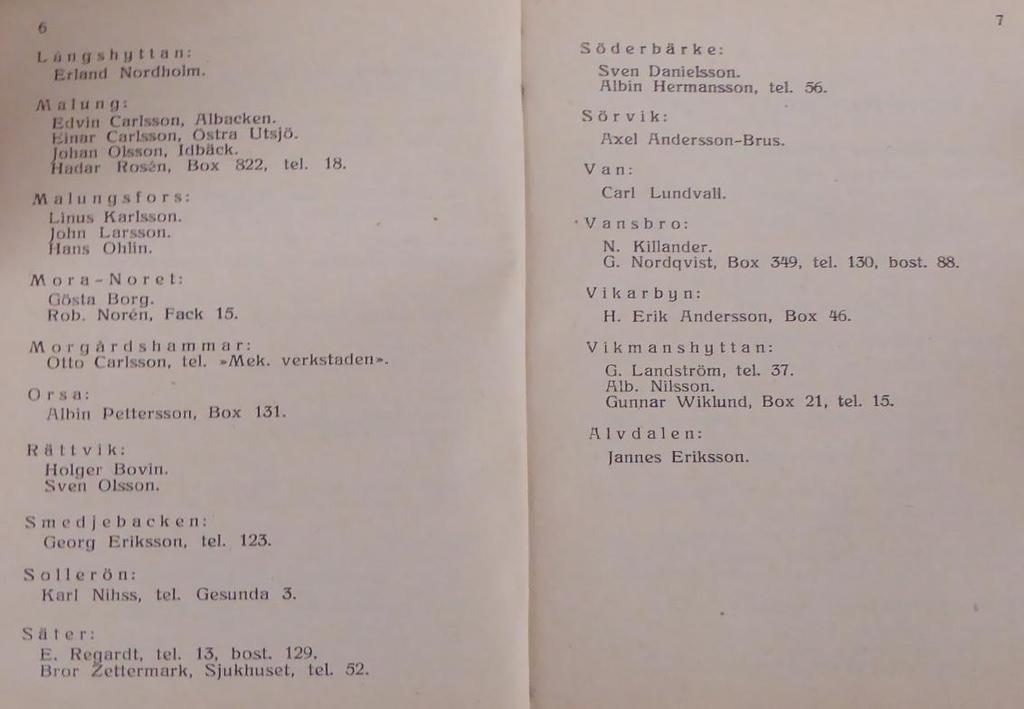 6
Långshyttan:
Erland Nordholm.
Malung:
Edvin Carlsson, Albacken.
Einar Carlsson, Östra Utsjö.
Johan Olsson, Idbäck.
Hadar Rosén, Box 822, tel. 18.
Malungsfors:
Linus Karlsson.
John Larsson.
Hans Ohlin.
Mora-Noret:
Gösta Borg.
Rob. Norén, Fack 15.
Morgårdshammar:
Otto Carlsson, tel. »Mek. verkstaden».
Orsa:
Albin Pettersson, Box 131.
Rättvik:
Holger Bovin.
Sven Olsson.
Smedjebacken:
Georg Eriksson, tel. 123.
Sollerön:
Karl Nihss, tel. Gesunda 3.
Säter:
E. Regardt, tel. 13, bost. 129.
Bror Zettermark, Sjukhuset, tel. 52.
7
Söderbärke:
Sven Danielsson.
Albin Hermansson, tel. 56.
Sörvik:
Axel Andersson-Brus.
Van:
Carl Lundvall.
Vansbro:
N. Killander.
G. Nordqvist, Box 349, tel. 130, bost. 88.
Vikarbyn:
H. Erik Andersson, Box 46.
Vikmanshyttan:
G. Landström, tel. 37.
Alb. Nilsson.
Gunnar Wiklund, Box 21, tel. 15.
Alvdalen:
Jannes Eriksson.